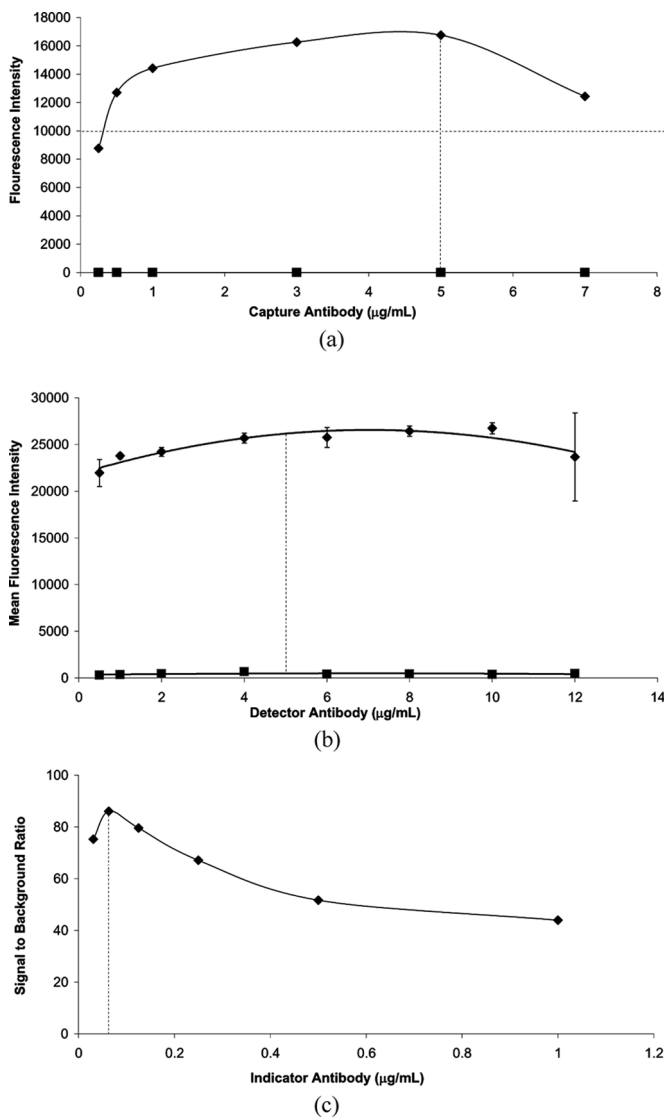 18000
16000
14000
12000
10000
8000
6000
4000
2000
0
Flourescence Intensity
0 1 2 3 4 5 6 7 8
Capture Antibody (μg/mL)
(a)
30000
25000
20000
15000
10000
5000
0
Mean Fluorescence Intensity
0 2 4 6 8 10 12 14
Detector Antibody (μg/mL)
(b)
100
80
60
40
20
0
Signal to Background Ratio
0 0.2 0.4 0.6 0.8 1 1.2
Indicator Antibody (μg/mL)
(c)